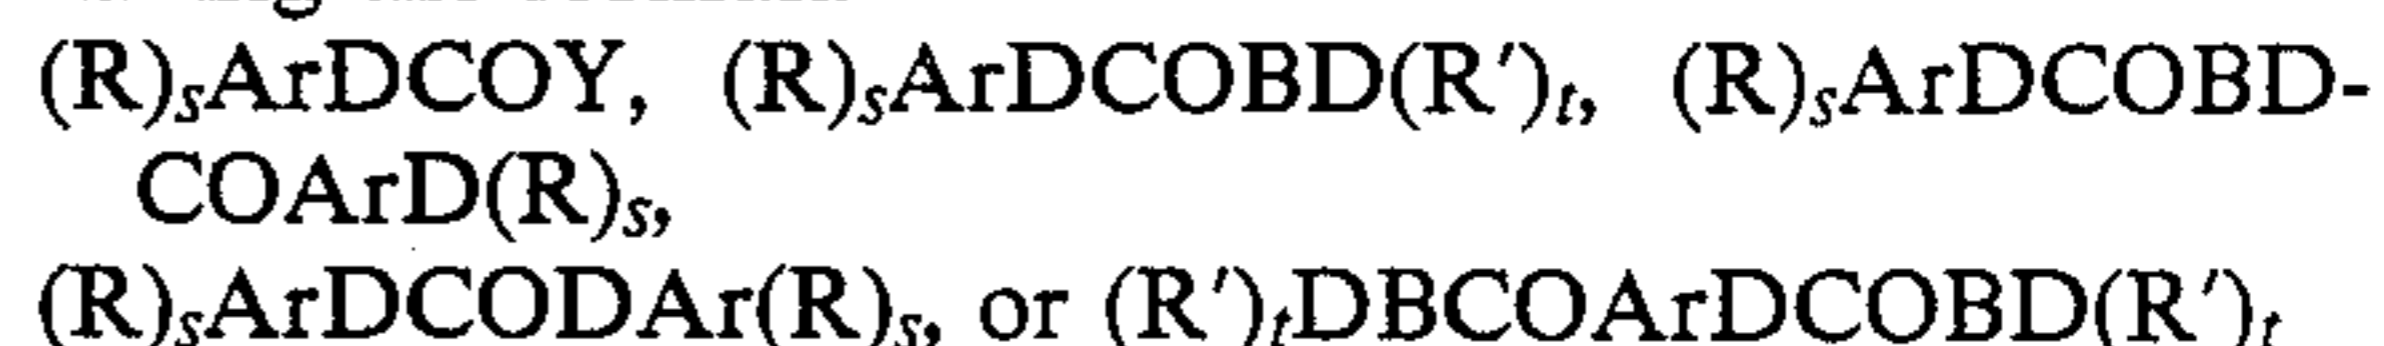 (R)ₛArDCOY, (R)ₛArDCOBD(R′)ₜ, (R)ₛArDCOBD-
COArD(R)ₛ,
(R)ₛArDCODAr(R)ₛ, or (R′)ₜDBCOArDCOBD(R′)ₜ